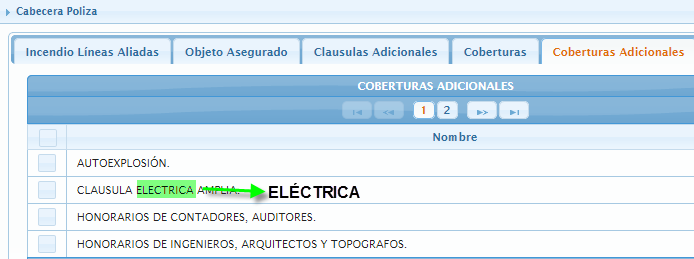 Cabecera Poliza
Incendio Líneas Aliadas Objeto Asegurado Clausulas Adicionales Coberturas Coberturas Adicionales
COBERTURAS ADICIONALES
1 2
Nombre
AUTOEXPLOSIÓN.
CLAUSULA ELECTRICA AMPLIA. ELÉCTRICA
HONORARIOS DE CONTADORES, AUDITORES.
HONORARIOS DE INGENIEROS, ARQUITECTOS Y TOPOGRAFOS.